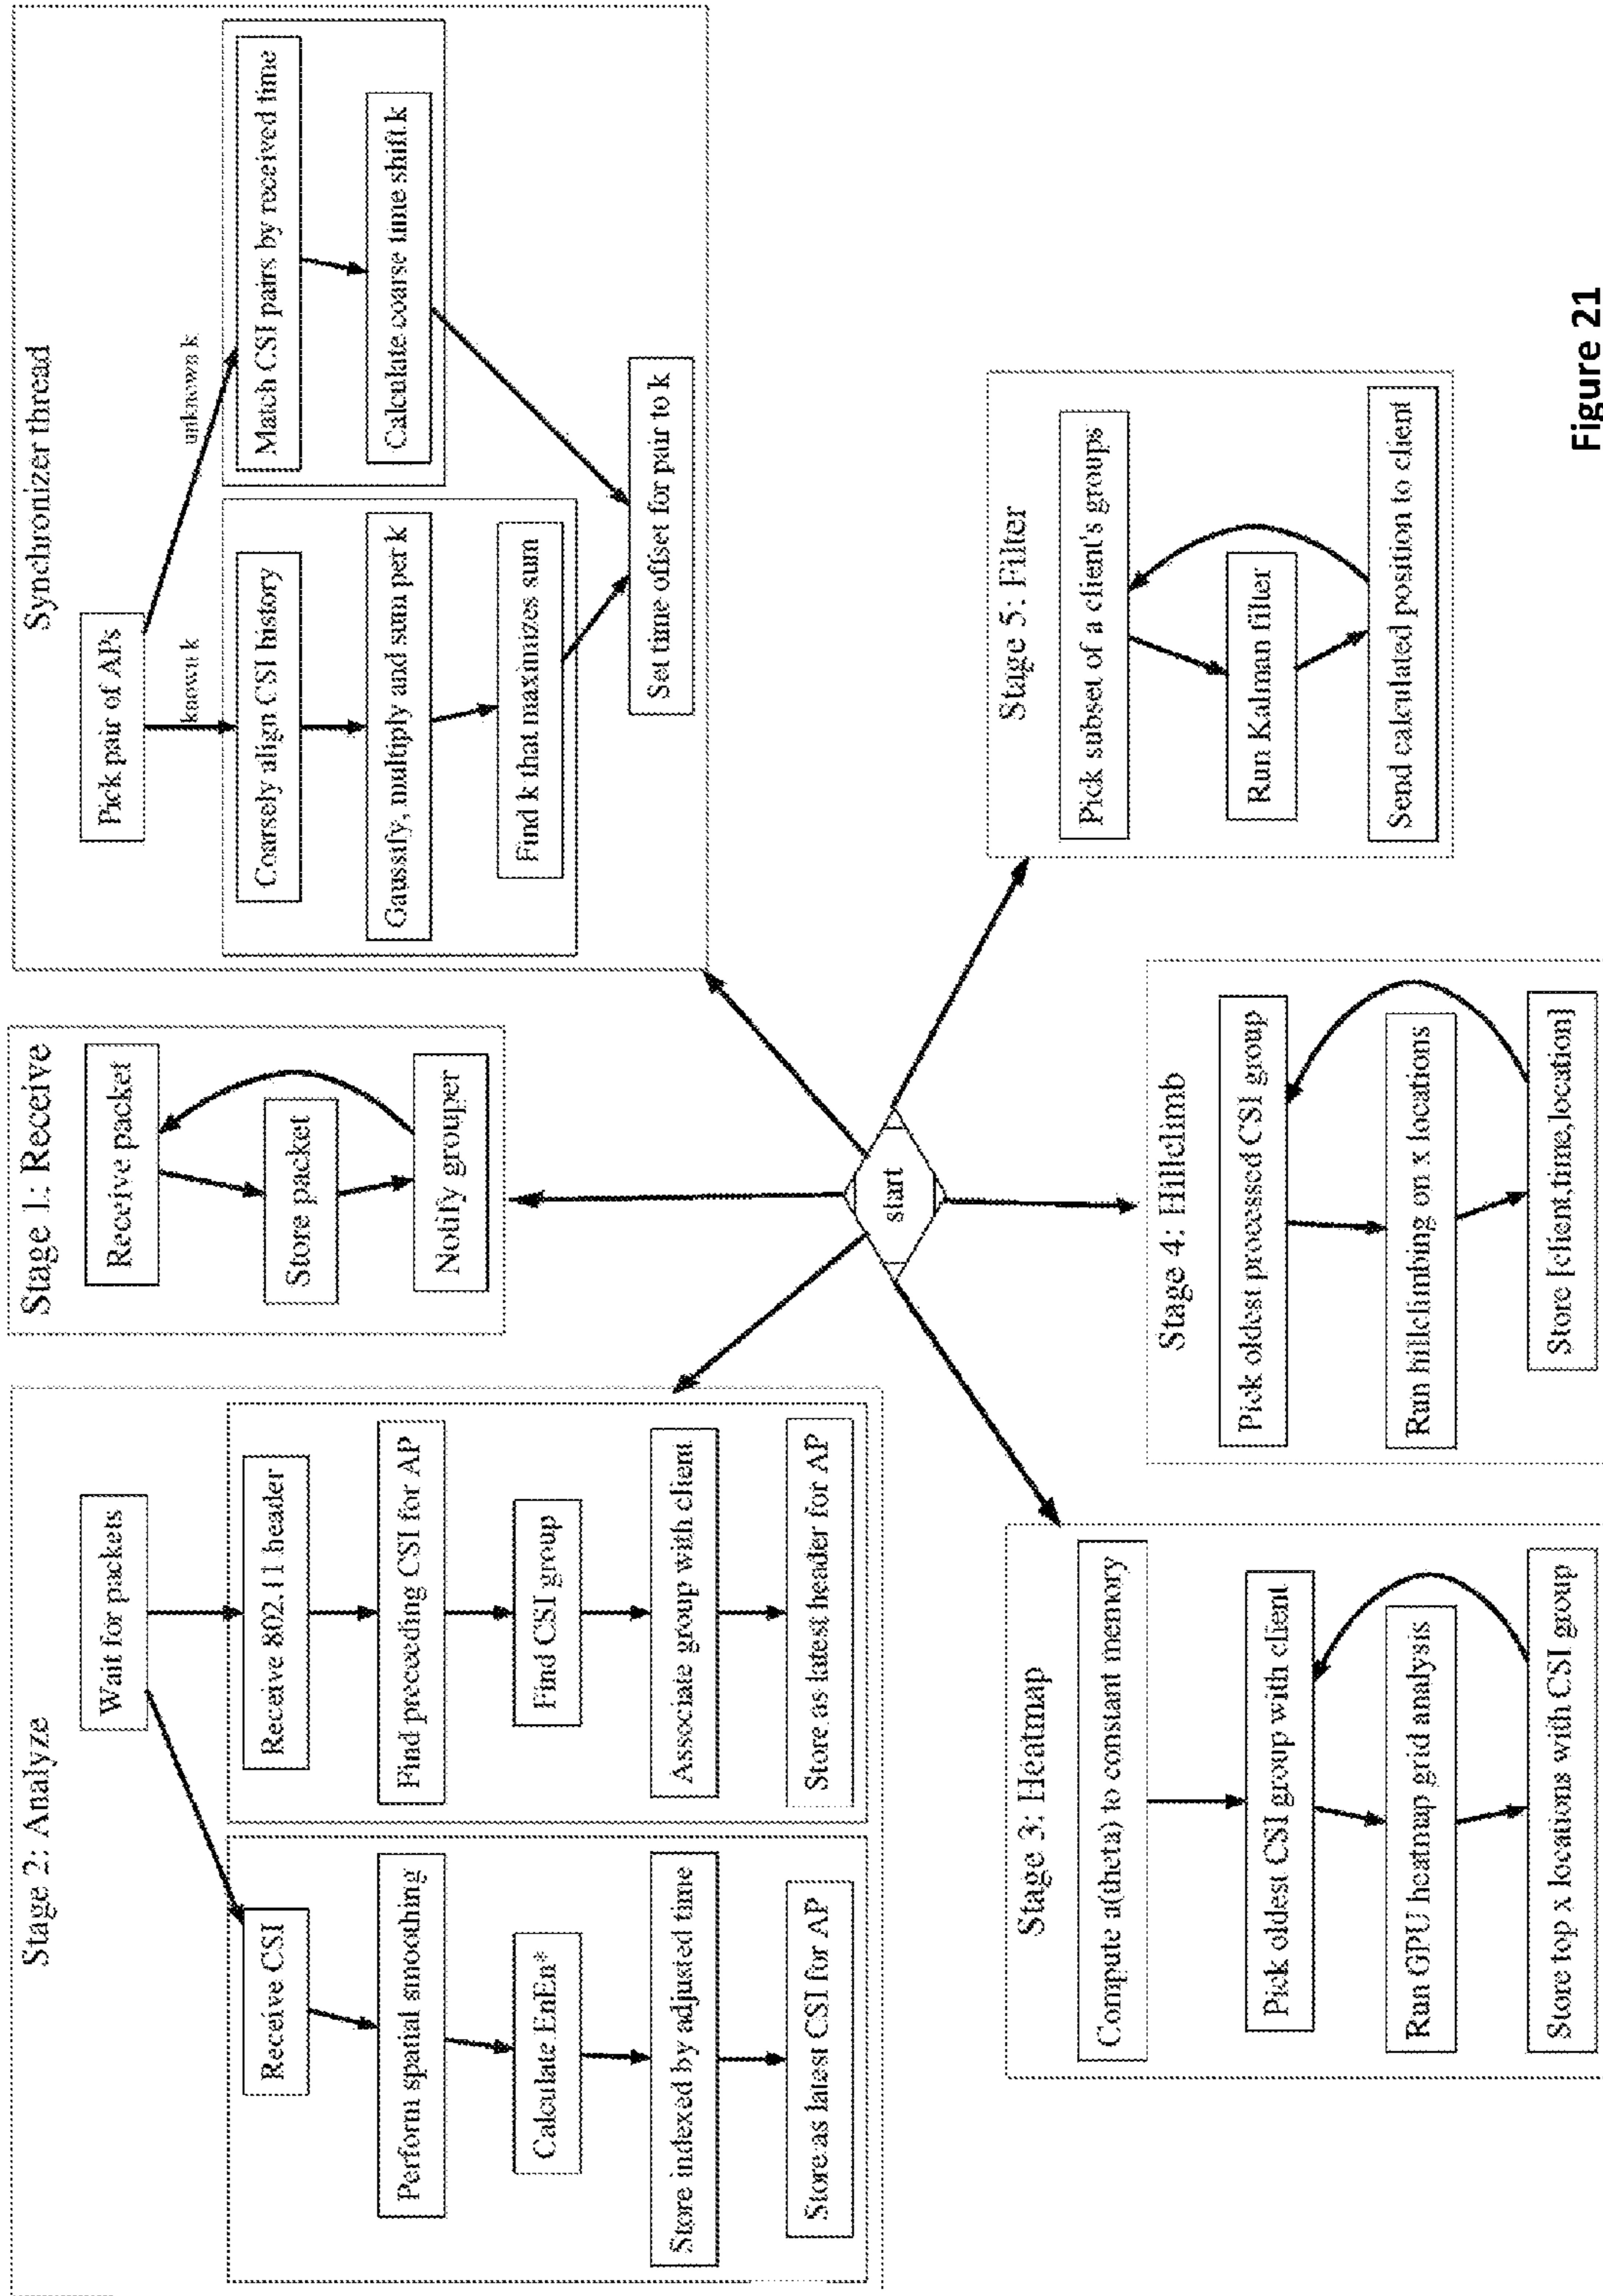 Stage 2: Analyze
Wait for packets
Receive CSI
Perform spatial smoothing
Calculate EnEn*
Store indexed by adjusted time
Store as latest CSI for AP
Receive 802.11 header
Find preceeding CSI for AP
Find CSI group
Associate group with client
Store as latest header for AP
Stage 1: Receive
Receive packet
Store packet
Notify grouper
Synchronizer thread
Pick pair of APs
known k
unknown k
Coarsely align CSI history
Gaussify, multiply and sum per k
Find k that maximizes sum
Match CSI pairs by received time
Calculate coarse time shift k
Set time offset for pair to k
start
Stage 3: Heatmap
Compute a(theta) to constant memory
Pick oldest CSI group with client
Run GPU heatmap grid analysis
Store top x locations with CSI group
Stage 4: Hillclimb
Pick oldest processed CSI group
Run hillclimbing on x locations
Store [client,time,location]
Stage 5: Filter
Pick subset of a client's groups
Run Kalman filter
Send calculated position to client
Figure 21